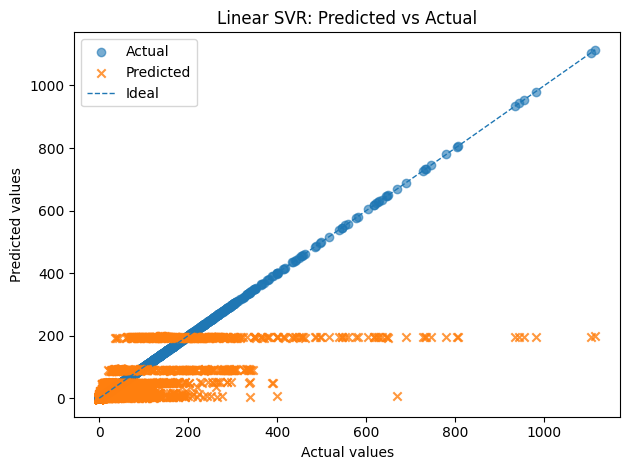 Linear SVR: Predicted vs Actual
Actual
Predicted
Ideal
Predicted values
1000
800
600
400
200
0
0
200
400
600
800
1000
Actual values